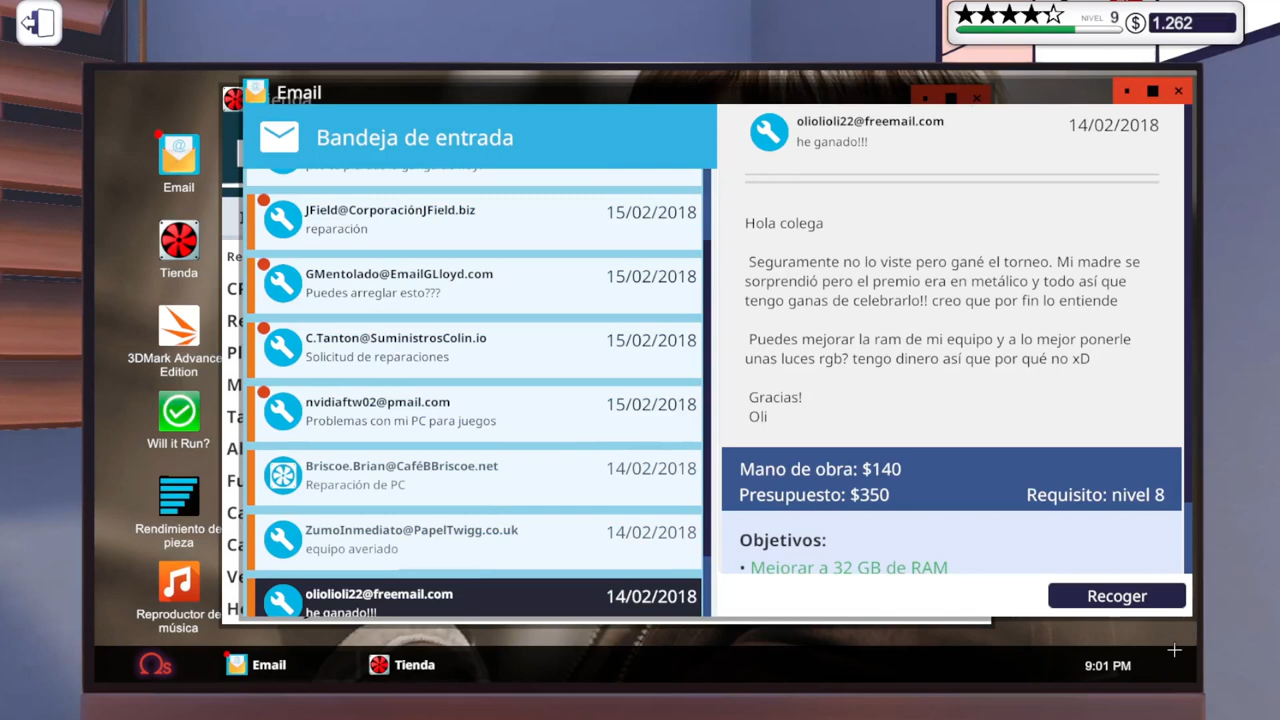 NIVEL 9
$ 1.262
Email
Bandeja de entrada
JField@CorporaciónJField.biz 15/02/2018
reparación
GMentolado@EmailGLloyd.com 15/02/2018
Puedes arreglar esto???
C.Tanton@SuministrosColin.io 15/02/2018
Solicitud de reparaciones
nvidiaftw02@pmail.com 15/02/2018
Problemas con mi PC para juegos
Briscoe.Brian@CaféBBriscoe.net 14/02/2018
Reparación de PC
ZumoInmediato@PapelTwigg.co.uk 14/02/2018
equipo averiado
oliolioli22@freemail.com 14/02/2018
he ganado!!!
oliolioli22@freemail.com 14/02/2018
he ganado!!!
Hola colega
Seguramente no lo viste pero gané el torneo. Mi madre se
sorprendió pero el premio era en metálico y todo así que
tengo ganas de celebrarlo!! creo que por fin lo entiende
Puedes mejorar la ram de mi equipo y a lo mejor ponerle
unas luces rgb? tengo dinero así que por qué no xD
Gracias!
Oli
Mano de obra: $140
Presupuesto: $350 Requisito: nivel 8
Objetivos:
• Mejorar a 32 GB de RAM
Recoger
Email
Tienda
3DMark Advance
Edition
Will it Run?
Rendimiento de
pieza
Reproductor de
música
Ωs Email Tienda 9:01 PM